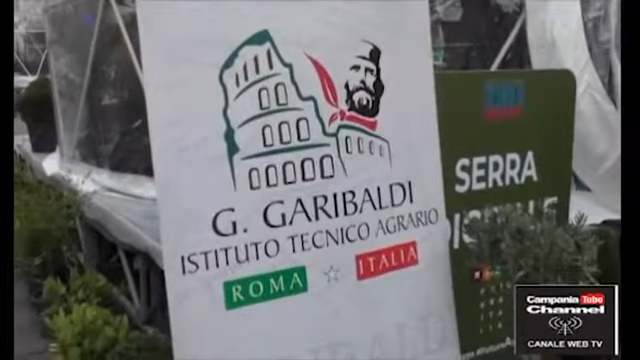 G. GARIBALDI
ISTITUTO TECNICO AGRARIO
ROMA ☆ ITALIA
SERRA
Campania Tube
Channel
CANALE WEB TV